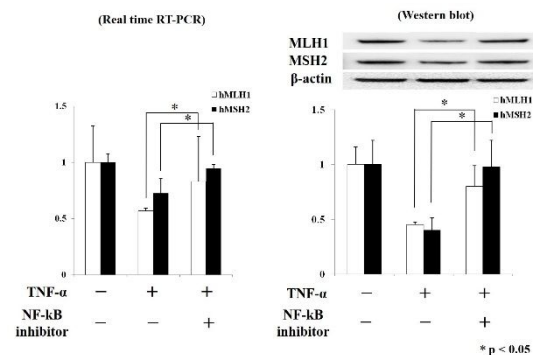 (Real time RT-PCR)
1.5
hMLH1
hMSH2
*
*
1
0.5
0
TNF-α − + +
NF-kB inhibitor − +
(Western blot)
MLH1
MSH2
β-actin
1.5
hMLH1
hMSH2
*
*
1
0.5
0
TNF-α − + +
NF-kB inhibitor − +
* p < 0.05